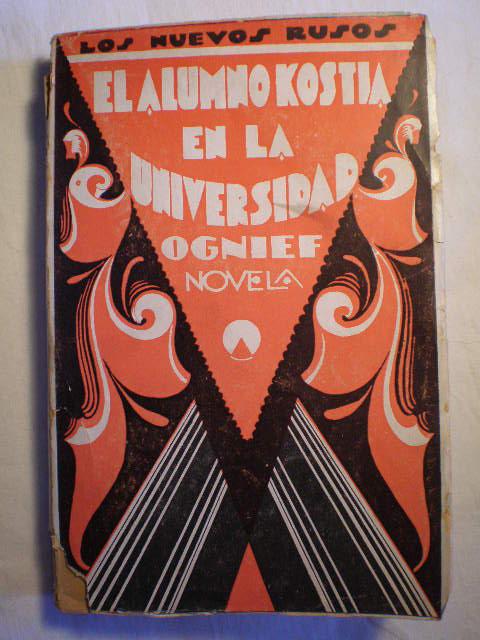 LOS NUEVOS RUSOS
EL ALUMNO KOSTIA
EN LA
UNIVERSIDAD
OGNIEF
NOVELA